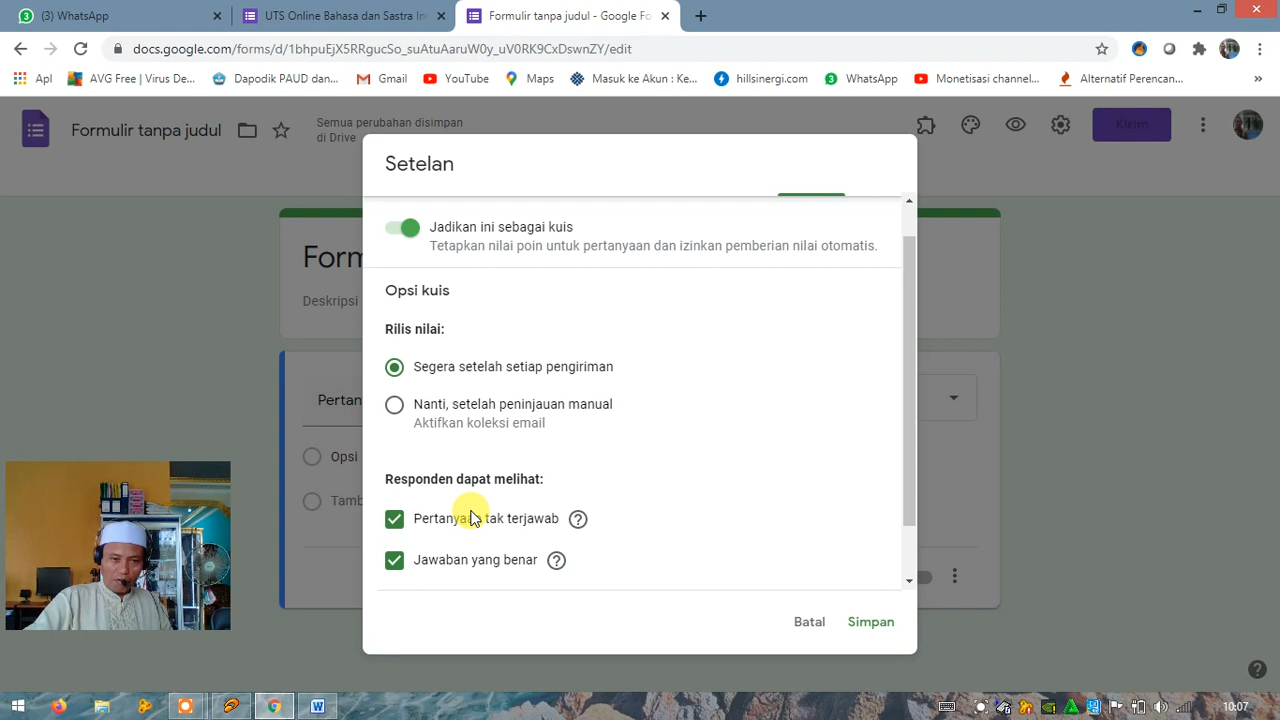 (3) WhatsApp
UTS Online Bahasa dan Sastra In
Formulir tanpa judul - Google Fo
docs.google.com/forms/d/1bhpuEjX5RRgucSo_suAtuAaruW0y_uV0RK9CxDswnZY/edit
Apl
AVG Free | Virus De...
Dapodik PAUD dan...
Gmail
YouTube
Maps
Masuk ke Akun : Ke...
hillsinergi.com
WhatsApp
Monetisasi channel...
Alternatif Perencan...
»
Formulir tanpa judul
Semua perubahan disimpan
di Drive
Kirim
Setelan
Jadikan ini sebagai kuis
Tetapkan nilai poin untuk pertanyaan dan izinkan pemberian nilai otomatis.
Form
Deskripsi
Opsi kuis
Rilis nilai:
Segera setelah setiap pengiriman
Pertan
Nanti, setelah peninjauan manual
Aktifkan koleksi email
Opsi
Tamb
Responden dapat melihat:
Pertanyaan tak terjawab
Jawaban yang benar
Batal
Simpan
10:07